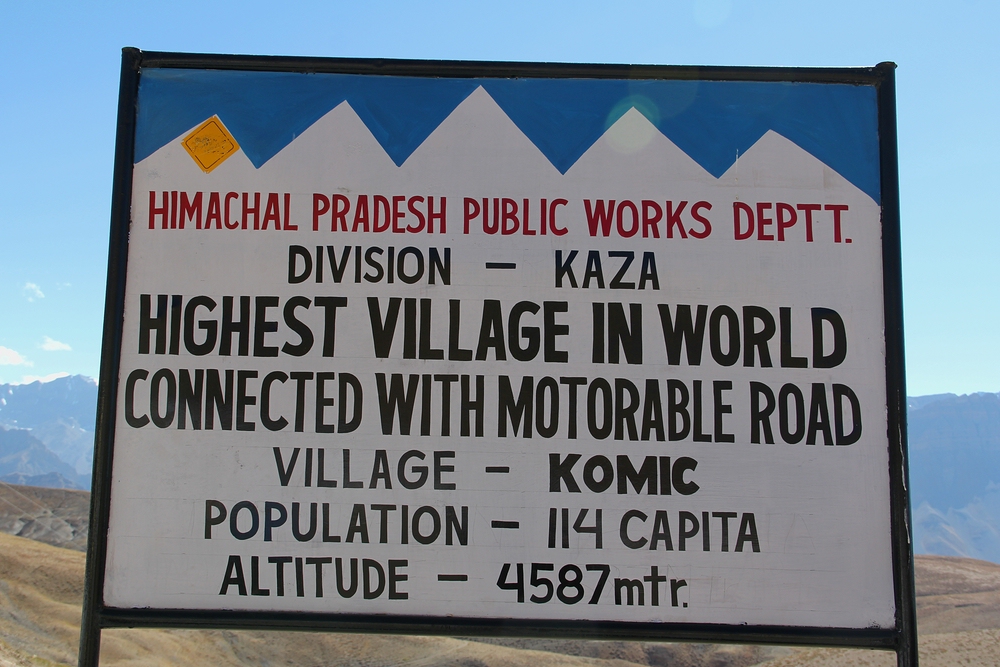 HIMACHAL PRADESH PUBLIC WORKS DEPTT.
DIVISION — KAZA
HIGHEST VILLAGE IN WORLD
CONNECTED WITH MOTORABLE ROAD
VILLAGE — KOMIC
POPULATION — 114 CAPITA
ALTITUDE — 4587mtr.